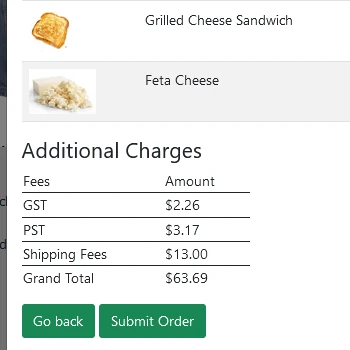 Grilled Cheese Sandwich
Feta Cheese
Additional Charges
Fees Amount
GST $2.26
PST $3.17
Shipping Fees $13.00
Grand Total $63.69
Go back Submit Order